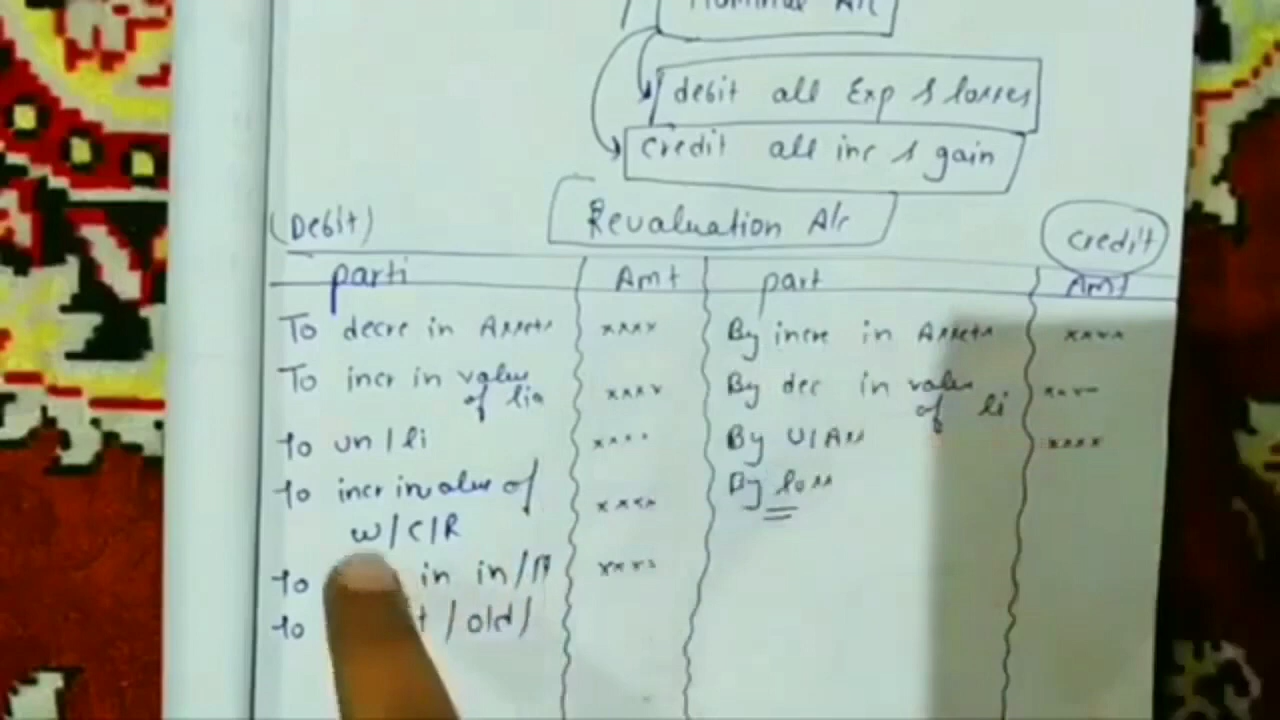 debit all Exp & losses
Credit all inc & gain
(Debit)
Revaluation A/c
credit
parti Amt part Amt
To decre in Assets xxxx By incre in Assets xxxx
To incr in value of lia xxxx By dec in value of li xxxx
To un/li xxxx By U/Ass xxxx
To incr in value of By loss
W/C/R xxxx
To in in/ xxxx
To /old/